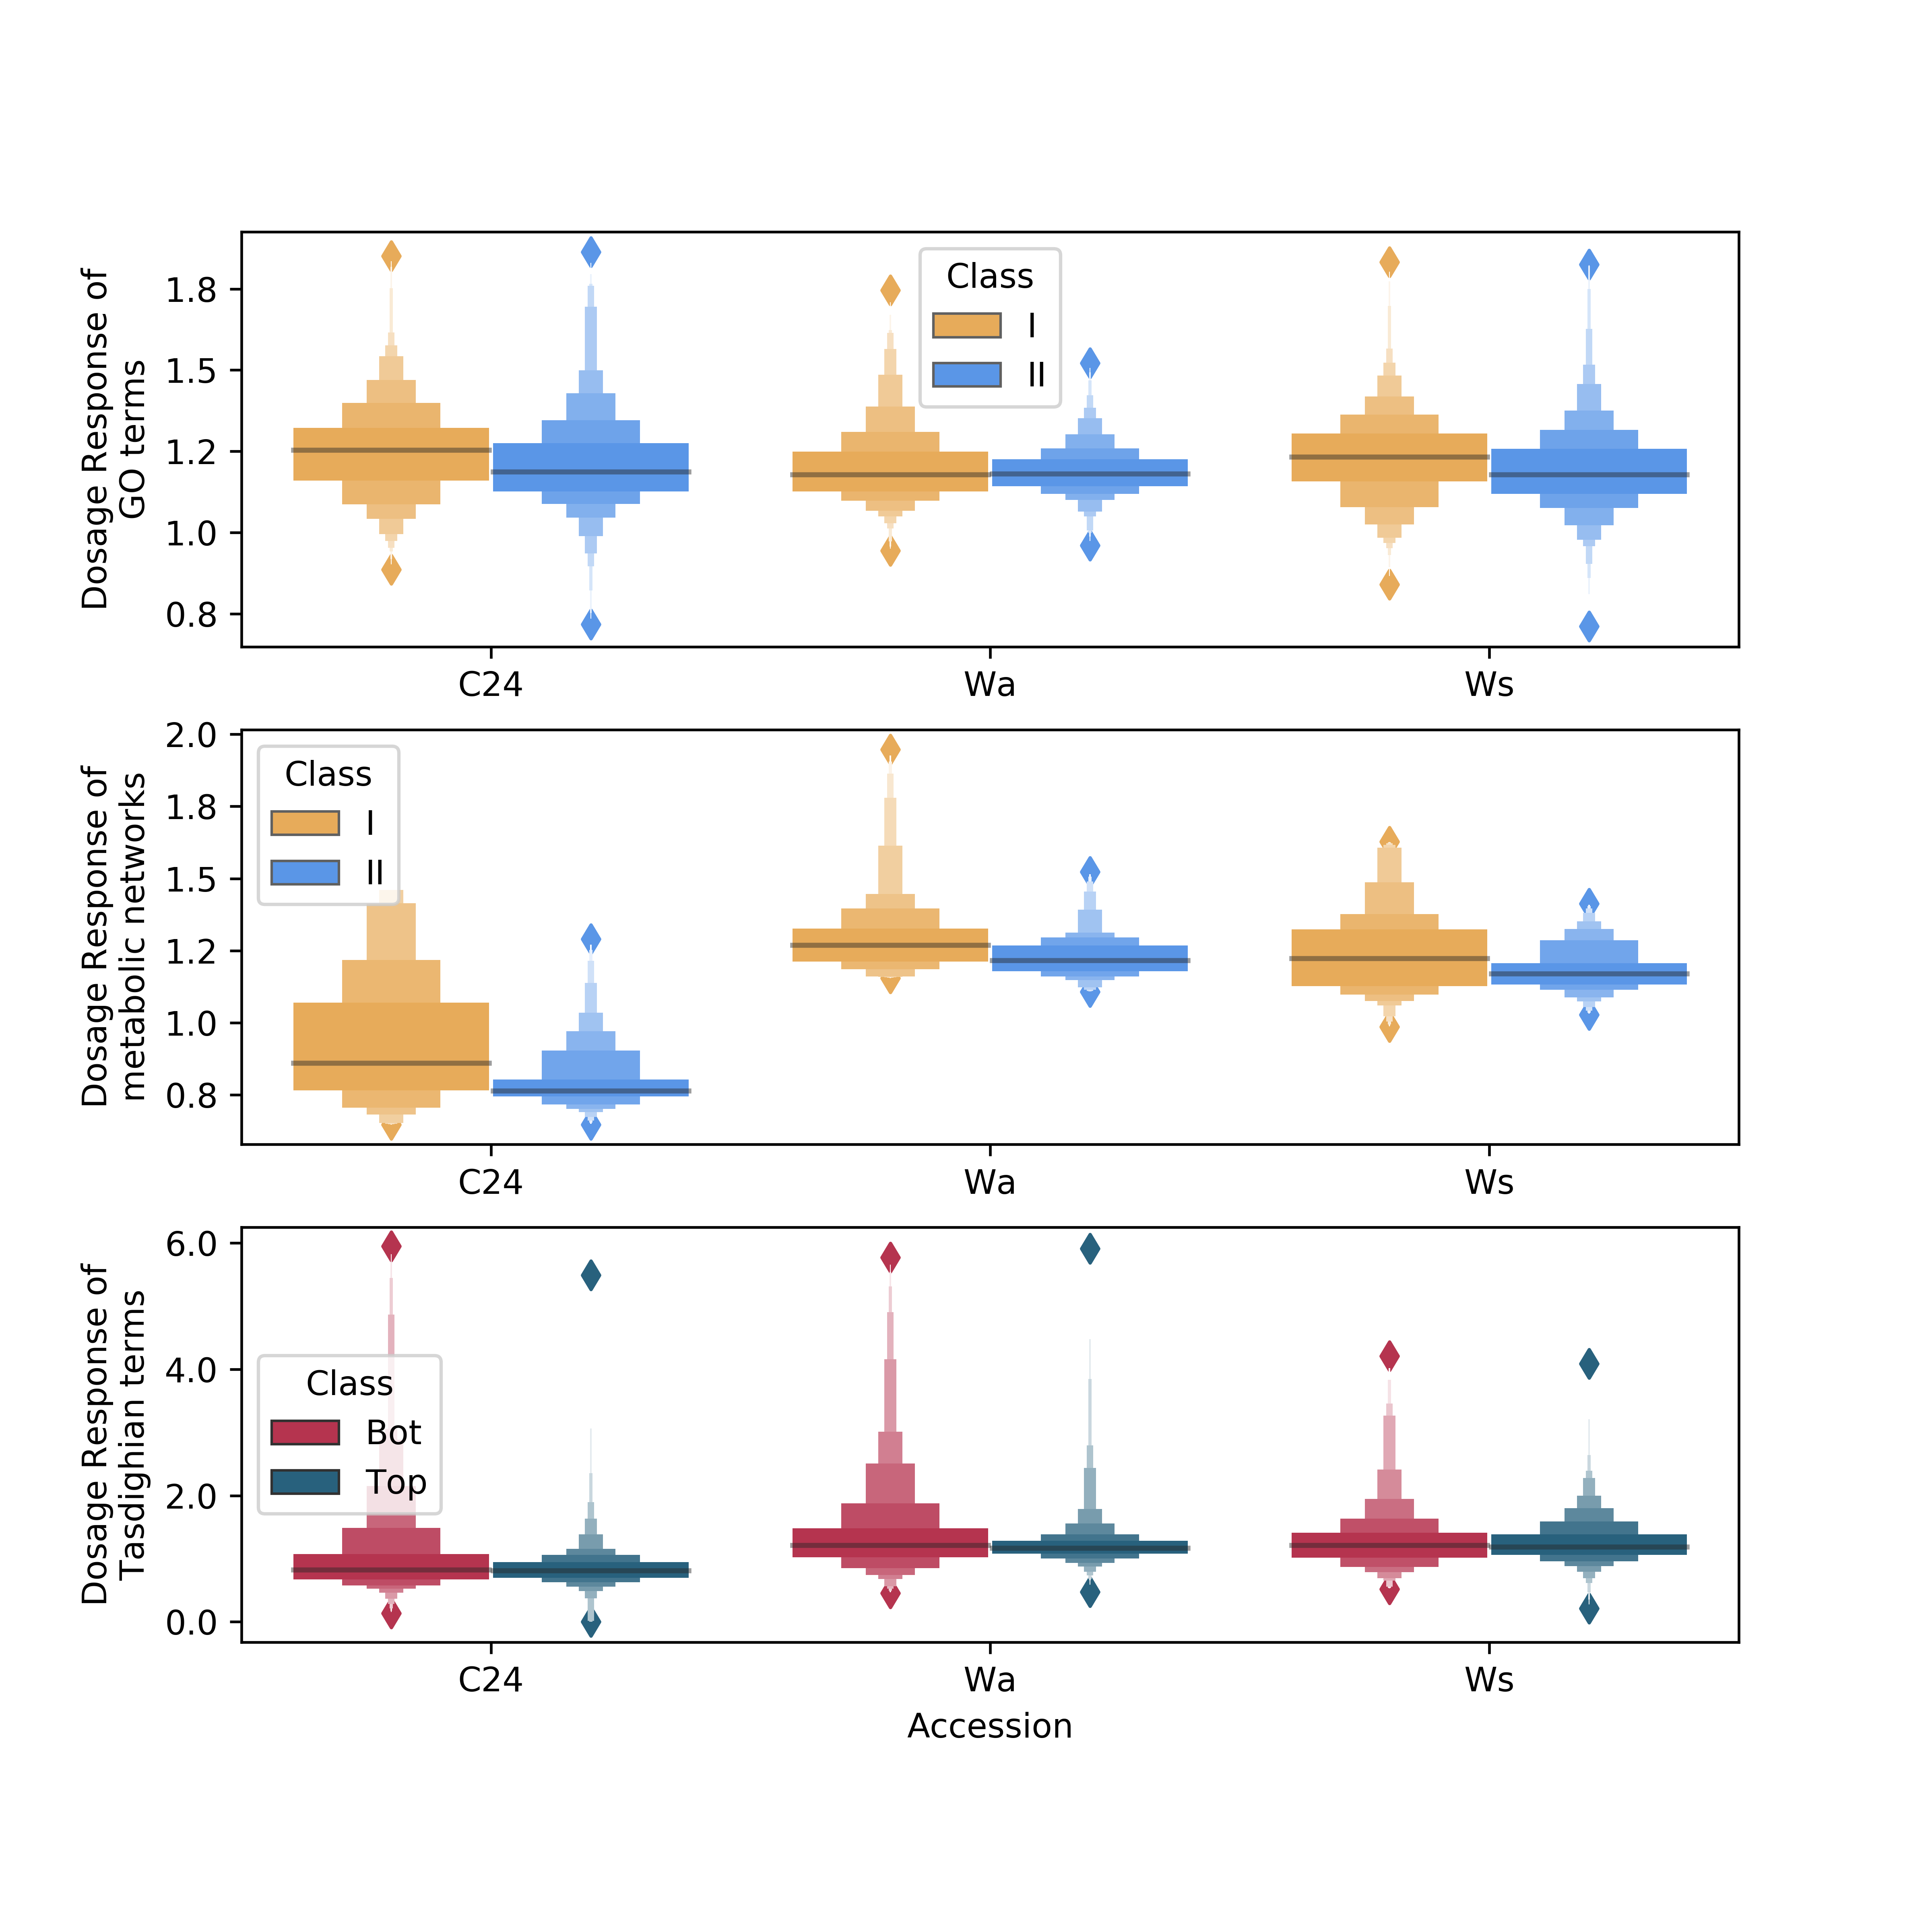 Dosage Response of
GO terms
1.8
1.5
1.2
1.0
0.8
Class
I
II
C24
Wa
Ws
Dosage Response of
metabolic networks
2.0
1.8
1.5
1.2
1.0
0.8
Class
I
II
C24
Wa
Ws
Dosage Response of
Tasdighian terms
6.0
4.0
2.0
0.0
Class
Bot
Top
C24
Wa
Ws
Accession